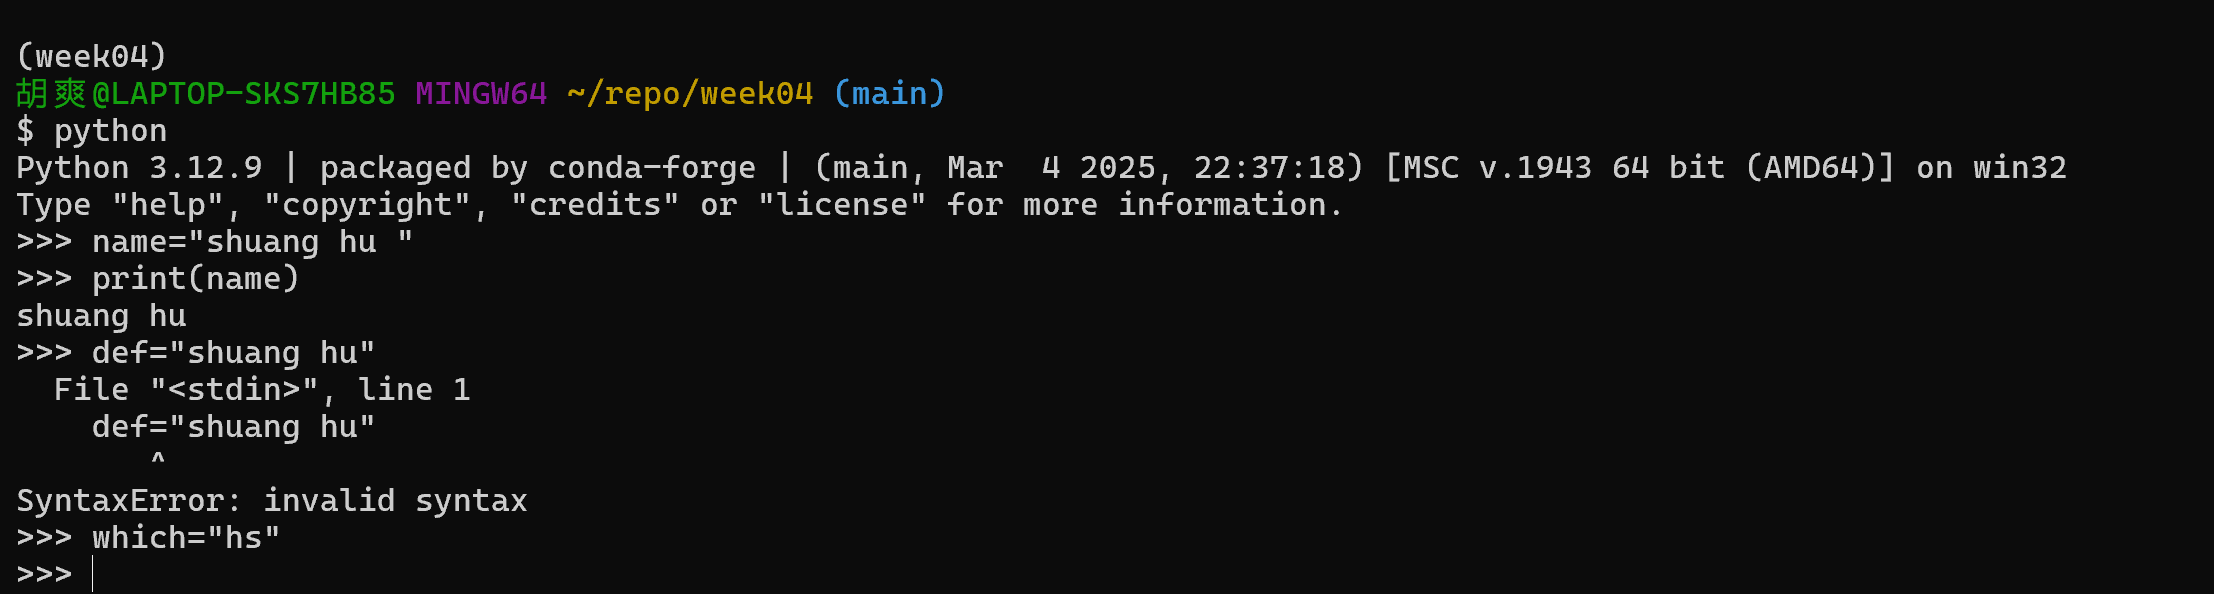 (week04)
胡爽@LAPTOP-SKS7HB85 MINGW64 ~/repo/week04 (main)
$ python
Python 3.12.9 | packaged by conda-forge | (main, Mar  4 2025, 22:37:18) [MSC v.1943 64 bit (AMD64)] on win32
Type "help", "copyright", "credits" or "license" for more information.
>>> name="shuang hu "
>>> print(name)
shuang hu
>>> def="shuang hu"
  File "<stdin>", line 1
    def="shuang hu"
       ^
SyntaxError: invalid syntax
>>> which="hs"
>>>